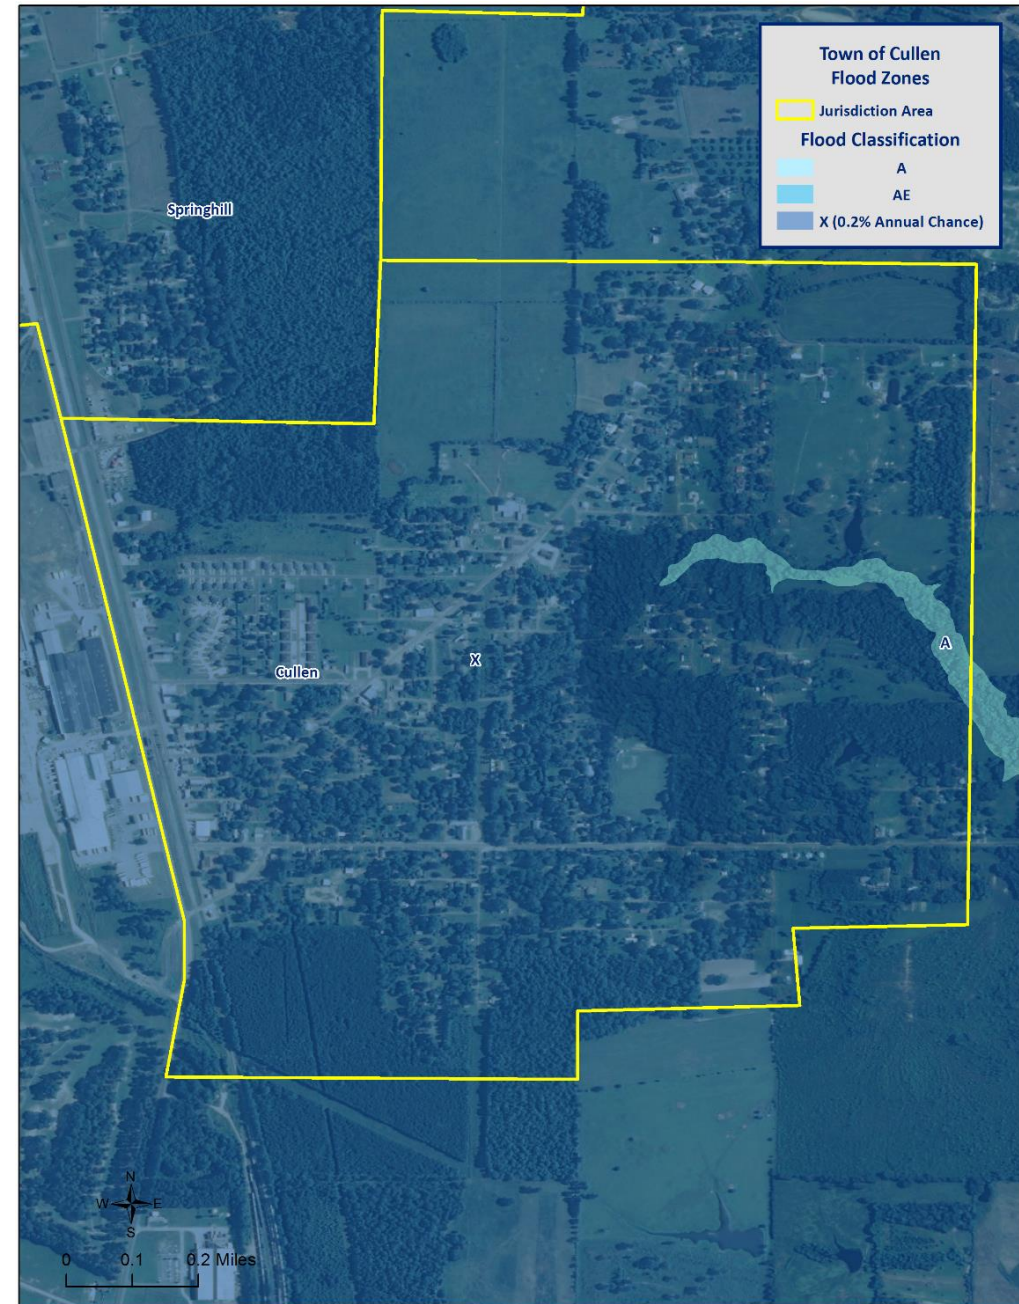 Town of Cullen
Flood Zones
Jurisdiction Area
Flood Classification
A
AE
X (0.2% Annual Chance)
Springhill
A
X
Cullen
N
W E
S
0 0.1 0.2 Miles